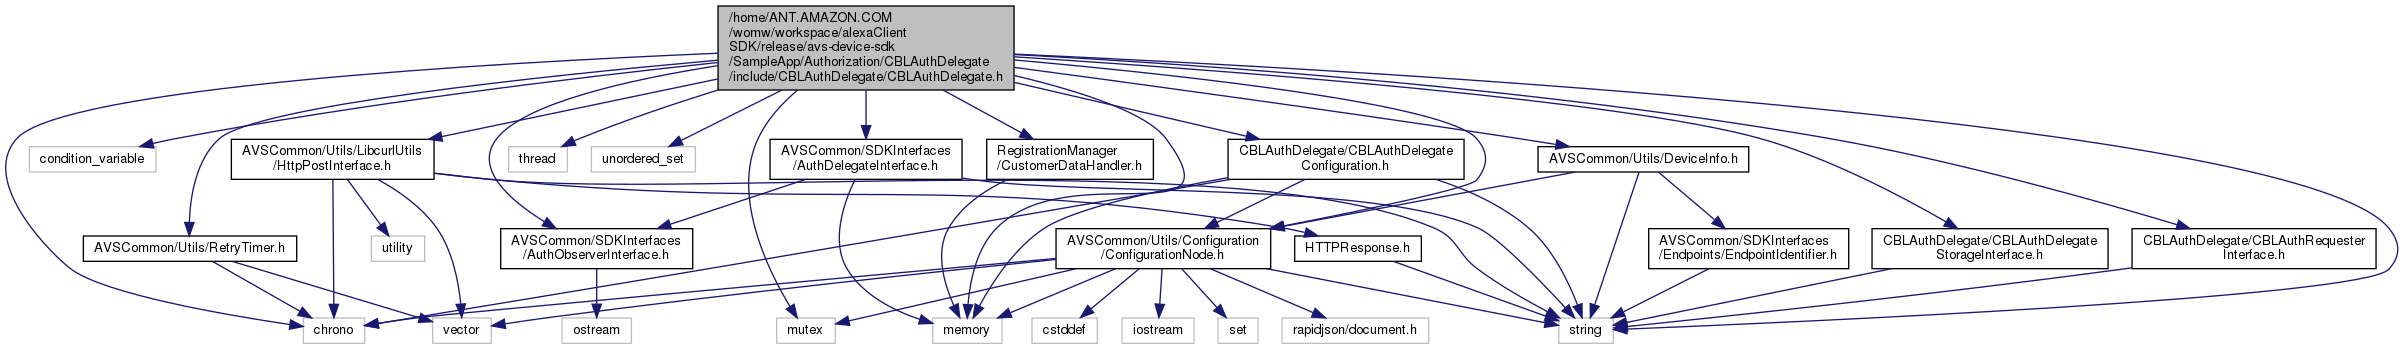 /home/ANT.AMAZON.COM
/womw/workspace/alexaClient
SDK/release/avs-device-sdk
/SampleApp/Authorization/CBLAuthDelegate
/include/CBLAuthDelegate/CBLAuthDelegate.h
condition_variable
AVSCommon/Utils/LibcurlUtils
/HttpPostInterface.h
thread
unordered_set
AVSCommon/SDKInterfaces
/AuthDelegateInterface.h
RegistrationManager
/CustomerDataHandler.h
CBLAuthDelegate/CBLAuthDelegate
Configuration.h
AVSCommon/Utils/DeviceInfo.h
AVSCommon/Utils/RetryTimer.h
utility
AVSCommon/SDKInterfaces
/AuthObserverInterface.h
AVSCommon/Utils/Configuration
/ConfigurationNode.h
HTTPResponse.h
AVSCommon/SDKInterfaces
/Endpoints/EndpointIdentifier.h
CBLAuthDelegate/CBLAuthDelegate
StorageInterface.h
CBLAuthDelegate/CBLAuthRequester
Interface.h
chrono
vector
ostream
mutex
memory
cstddef
iostream
set
rapidjson/document.h
string